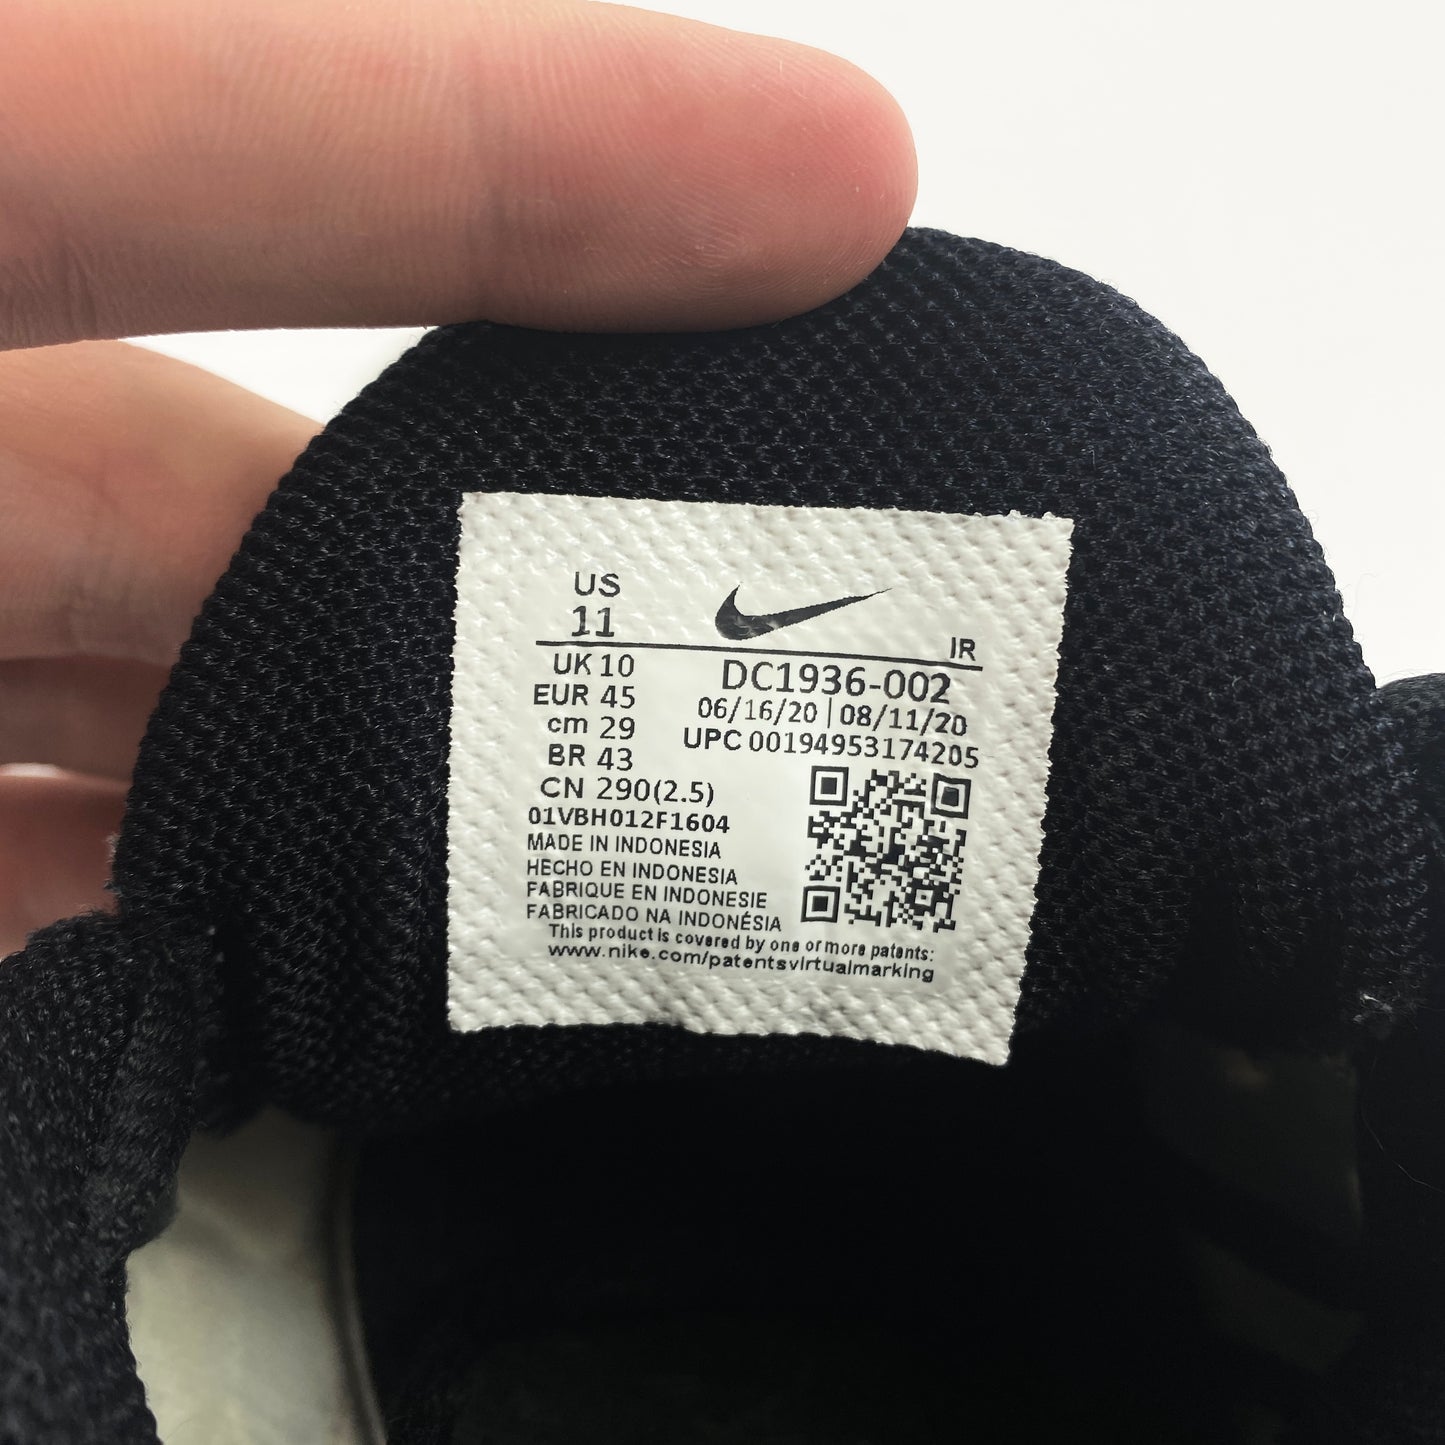 US
11
IR
UK 10
EUR 45
cm 29
BR 43
CN 290(2.5)
DC1936-002
06/16/20 | 08/11/20
UPC 00194953174205
01VBH012F1604
MADE IN INDONESIA
HECHO EN INDONESIA
FABRIQUE EN INDONESIE
FABRICADO NA INDONÉSIA
This product is covered by one or more patents:
www.nike.com/patentsvirtualmarking